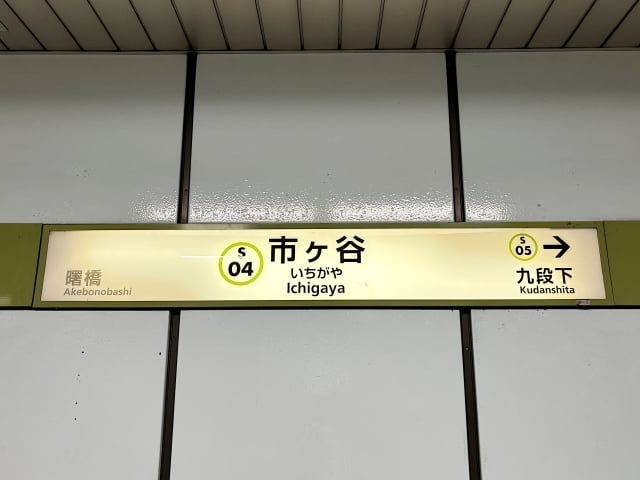 曙橋
Akebonobashi
S
04
市ヶ谷
いちがや
Ichigaya
S
05
→
九段下
Kudanshita